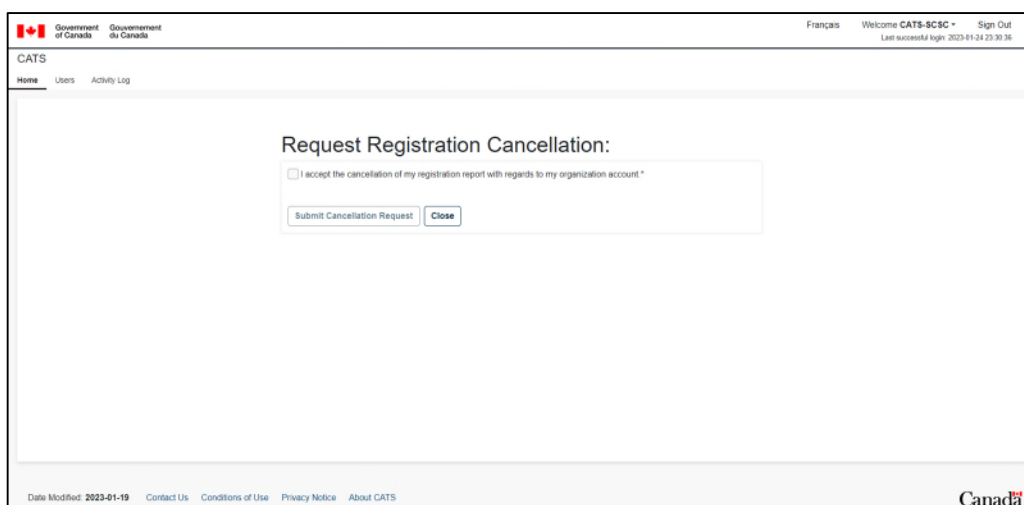 Government of Canada Gouvernement du Canada
Français Welcome CATS-SCSC Sign Out
Last successful login: 2023-01-24 23:30:36
CATS
Home Users Activity Log
Request Registration Cancellation:
I accept the cancellation of my registration report with regards to my organization account.*
Submit Cancellation Request Close
Date Modified: 2023-01-19 Contact Us Conditions of Use Privacy Notice About CATS
Canada